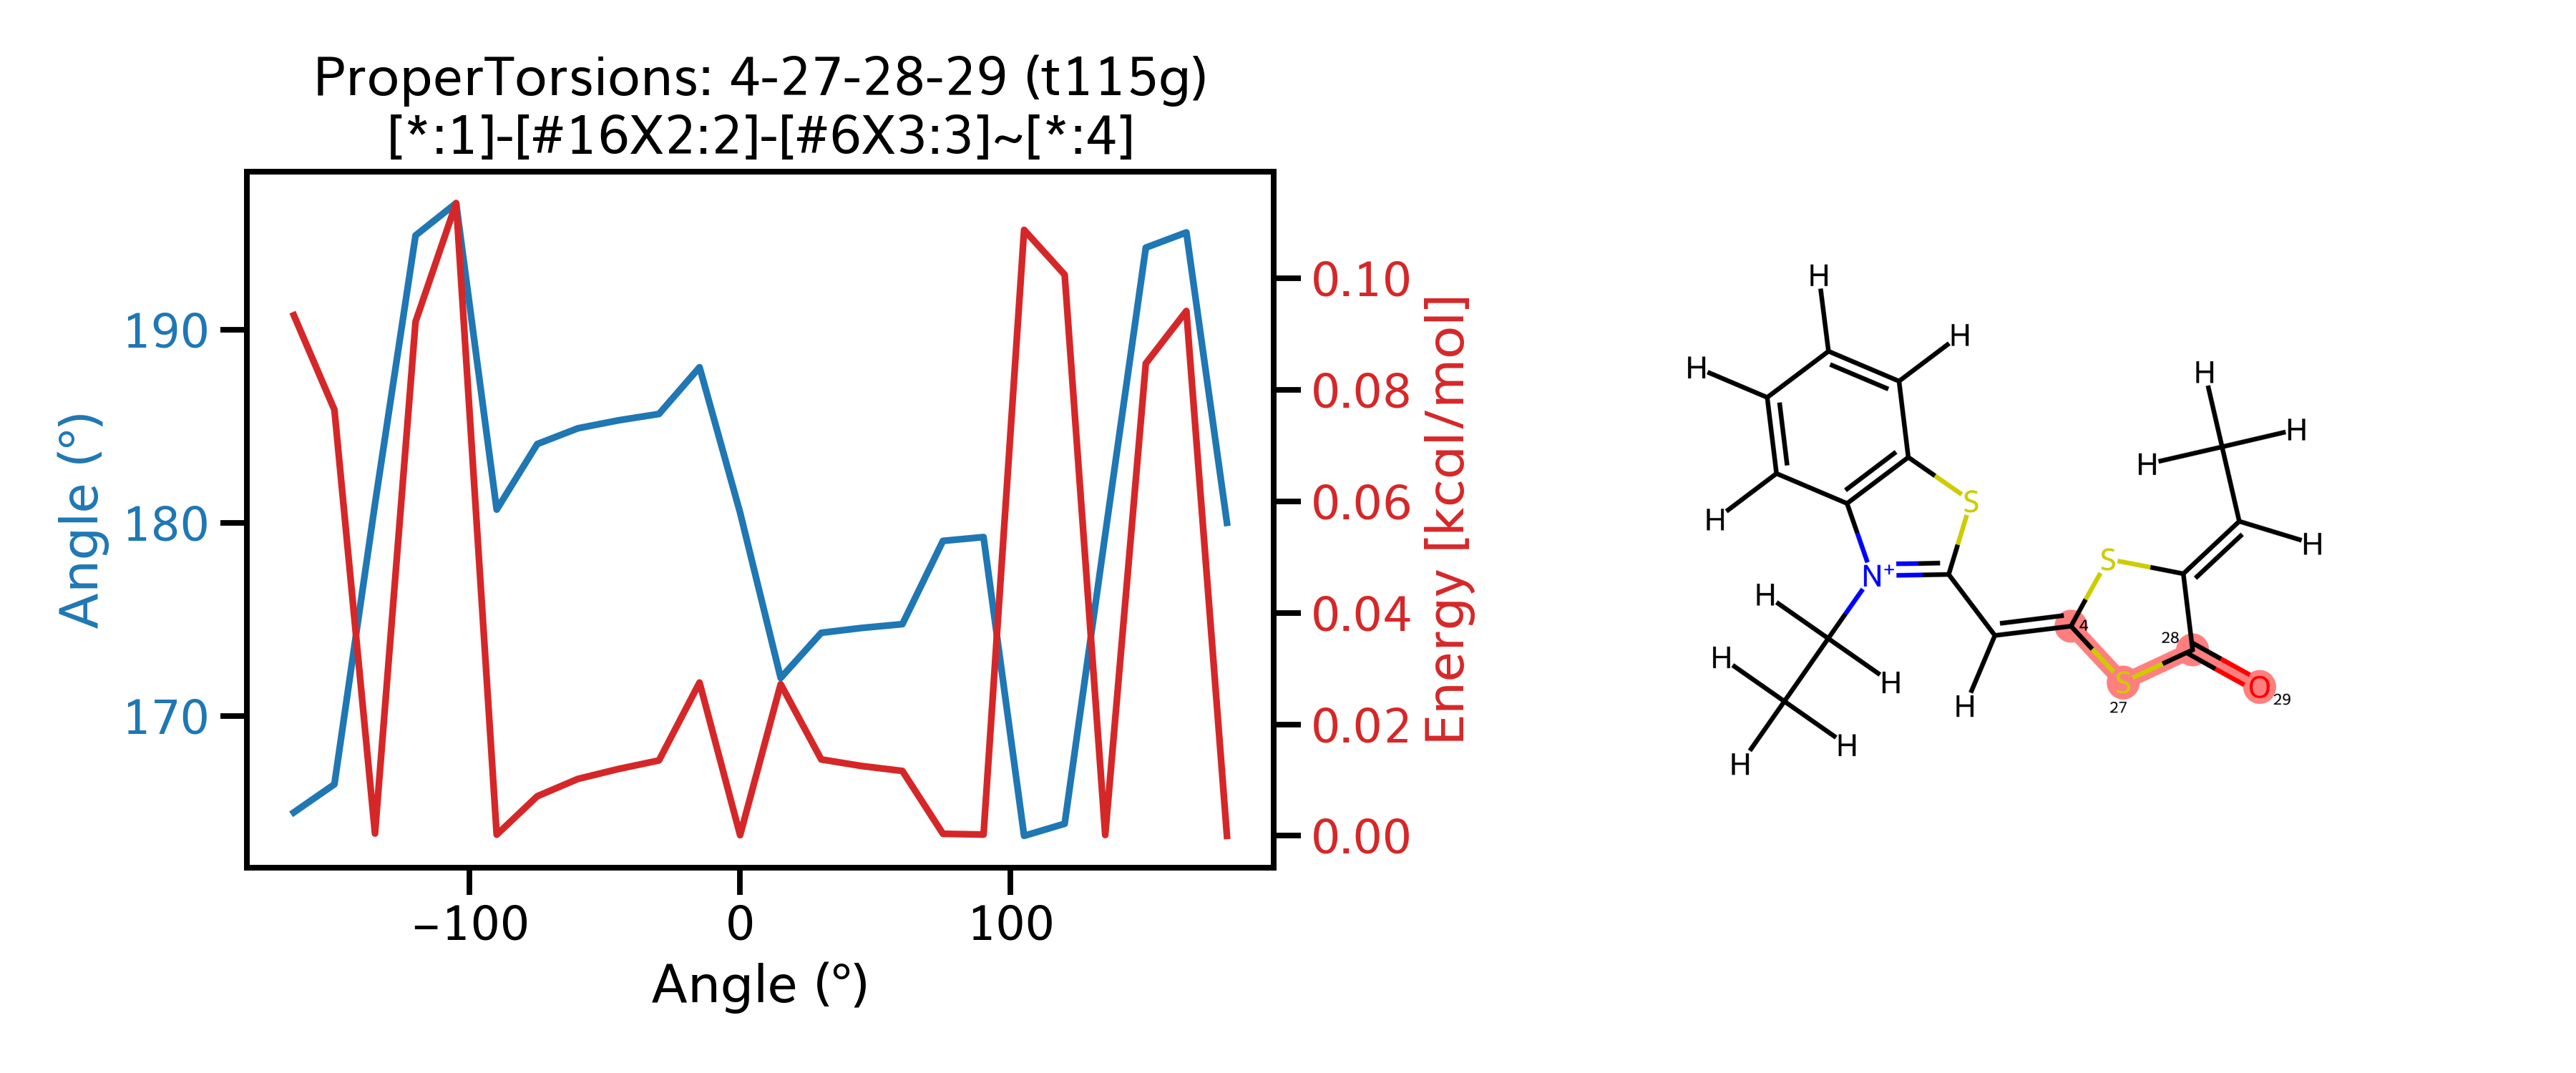 ProperTorsions: 4-27-28-29 (t115g)
[*:1]-[#16X2:2]-[#6X3:3]~[*:4]
Angle (°)
190
180
170
0.10
0.08
0.06
0.04
0.02
0.00
Energy [kcal/mol]
−100
0
100
Angle (°)
H
H
H
H
H
H
H
S
S
H
H
N+
H
4
28
H
H
S
O
29
27
H
H
H